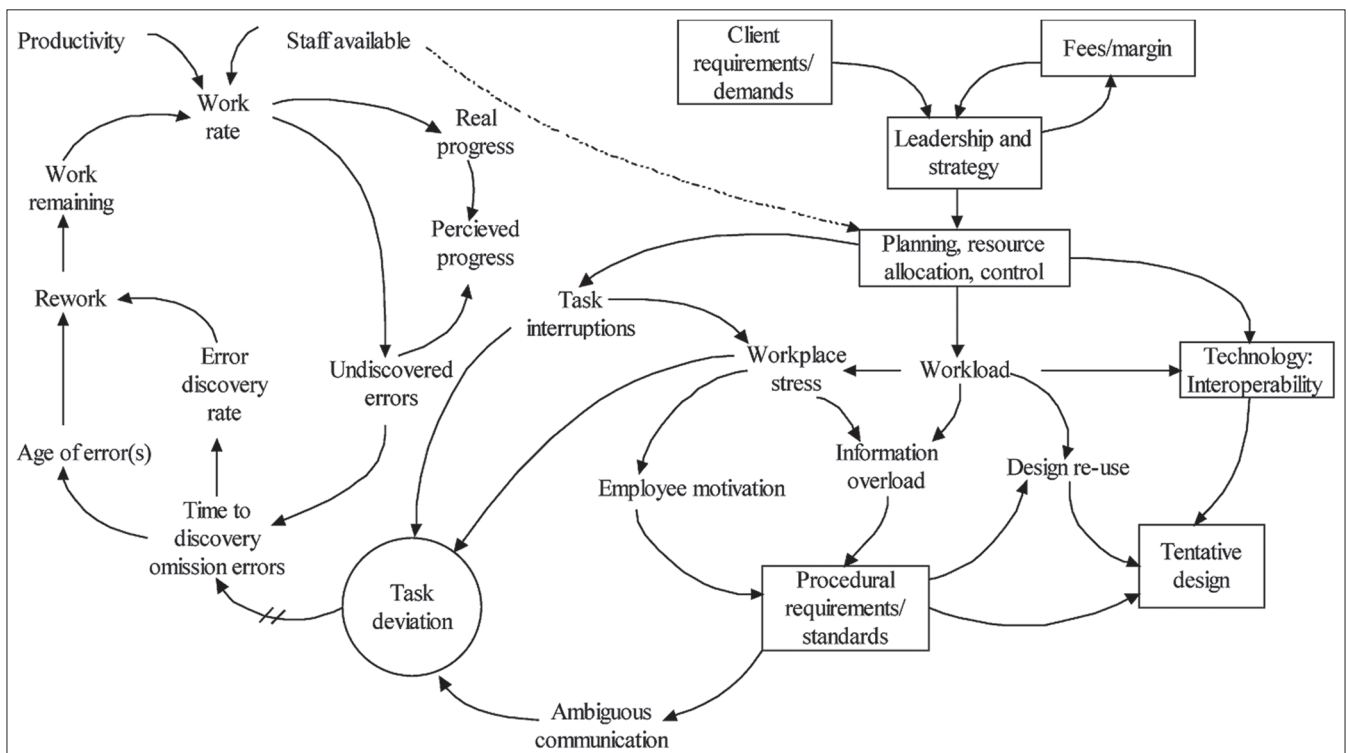 Productivity
Staff available
Client
requirements/
demands
Fees/margin
Work
rate
Real
progress
Leadership and
strategy
Work
remaining
Percieved
progress
Planning, resource
allocation, control
Rework
Task
interruptions
Error
discovery
rate
Undiscovered
errors
Workplace
stress
Workload
Technology:
Interoperability
Age of error(s)
Information
overload
Design re-use
Employee motivation
Time to
discovery
omission errors
Tentative
design
Task
deviation
Procedural
requirements/
standards
Ambiguous
communication